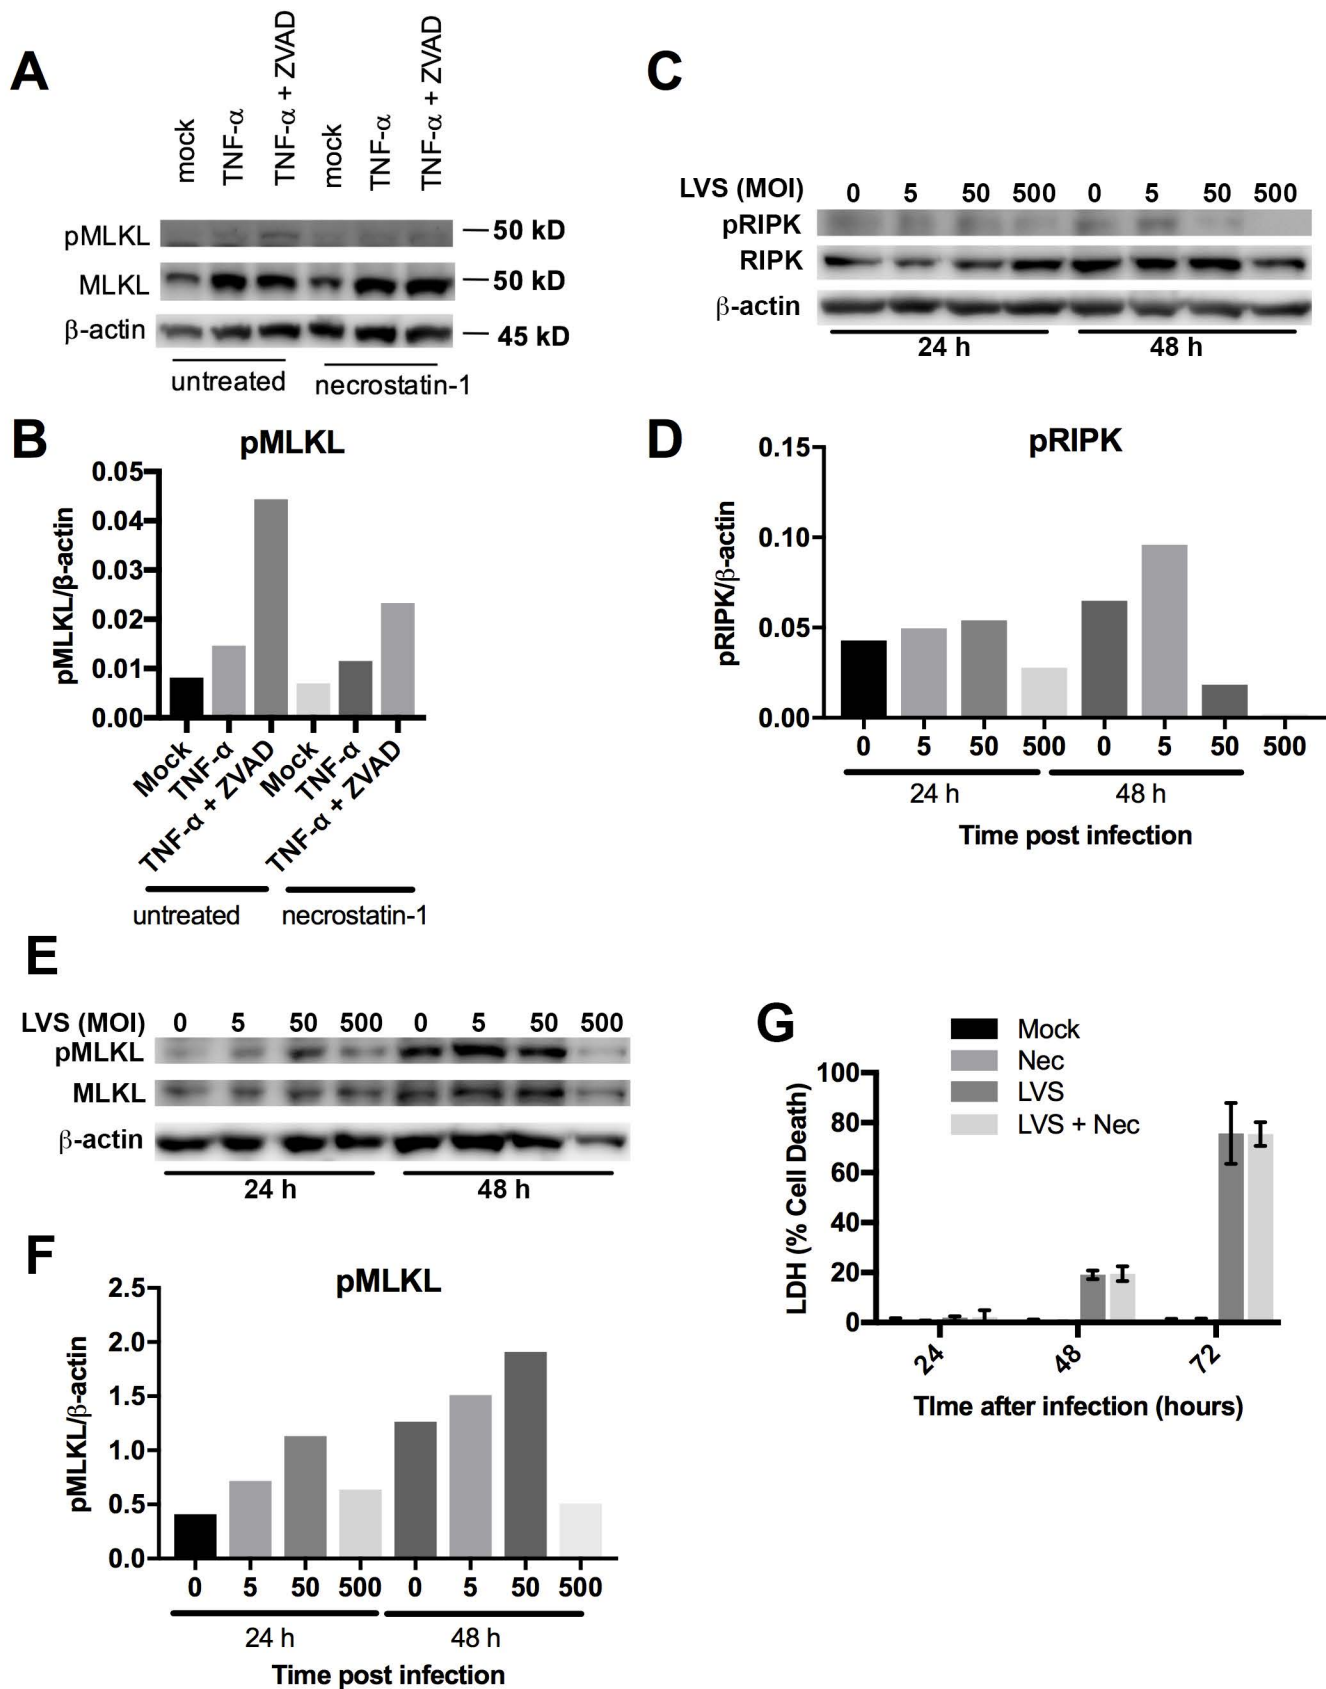 A
mock
TNF-α
TNF-α + ZVAD
mock
TNF-α
TNF-α + ZVAD
pMLKL
50 kD
MLKL
50 kD
β-actin
45 kD
untreated
necrostatin-1
C
LVS (MOI) 0 5 50 500 0 5 50 500
pRIPK
RIPK
β-actin
24 h 48 h
B
pMLKL
pMLKL/β-actin
0.05
0.04
0.03
0.02
0.01
0.00
Mock
TNF-α
TNF-α + ZVAD
Mock
TNF-α
TNF-α + ZVAD
untreated
necrostatin-1
D
pRIPK
pRIPK/β-actin
0.15
0.10
0.05
0.00
0 5 50 500 0 5 50 500
24 h 48 h
Time post infection
E
LVS (MOI) 0 5 50 500 0 5 50 500
pMLKL
MLKL
β-actin
24 h 48 h
F
pMLKL
pMLKL/β-actin
2.5
2.0
1.5
1.0
0.5
0.0
0 5 50 500 0 5 50 500
24 h 48 h
Time post infection
G
Mock
Nec
LVS
LVS + Nec
LDH (% Cell Death)
100
80
60
40
20
0
24 48 72
TIme after infection (hours)